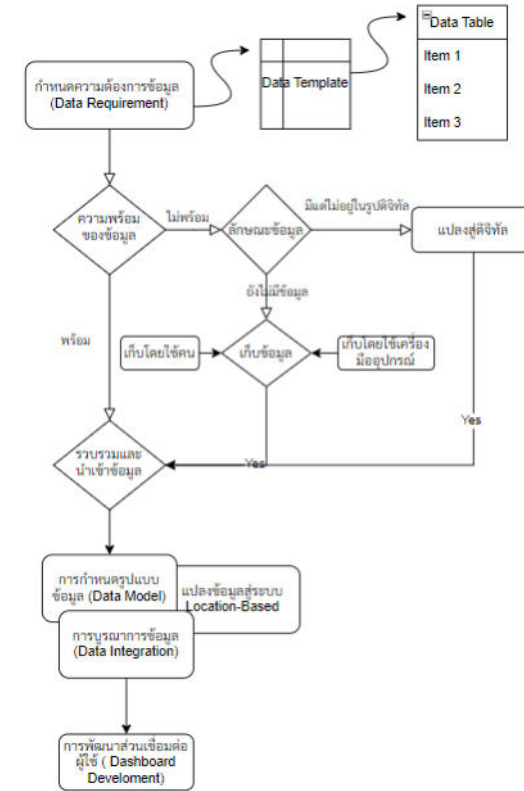 กำหนดความต้องการข้อมูล
(Data Requirement)
Data Template
Data Table
Item 1
Item 2
Item 3
ความพร้อม
ของข้อมูล
ไม่พร้อม
ลักษณะข้อมูล
มีแต่ไม่อยู่ในรูปดิจิทัล
แปลงสู่ดิจิทัล
ยังไม่มีข้อมูล
พร้อม
เก็บโดยใช้คน
เก็บข้อมูล
เก็บโดยใช้เครื่อง
มืออุปกรณ์
Yes
รวบรวมและ
นำเข้าข้อมูล
Yes
การกำหนดรูปแบบ
ข้อมูล (Data Model)
แปลงข้อมูลสู่ระบบ
Location-Based
การบูรณาการข้อมูล
(Data Integration)
การพัฒนาส่วนเชื่อมต่อ
ผู้ใช้ ( Dashboard
Develoment)